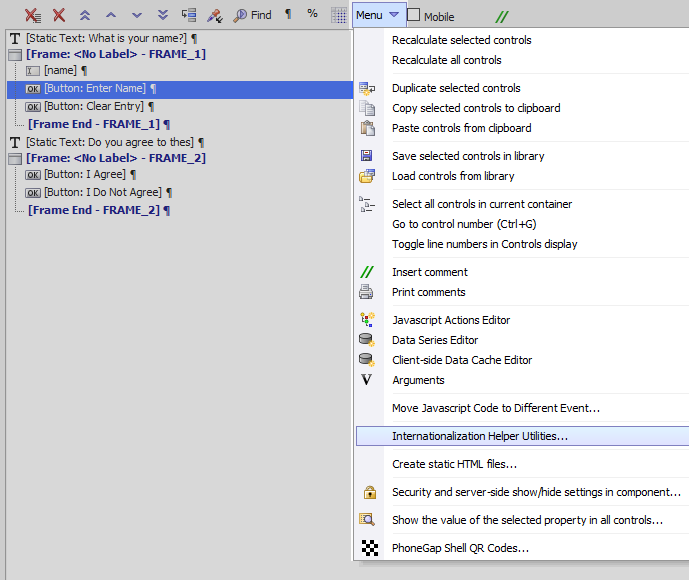 Find ¶ % Menu Mobile //
T [Static Text: What is your name?] ¶
[Frame: <No Label> - FRAME_1]
[name] ¶
OK [Button: Enter Name] ¶
OK [Button: Clear Entry] ¶
[Frame End - FRAME_1] ¶
T [Static Text: Do you agree to thes] ¶
[Frame: <No Label> - FRAME_2] ¶
OK [Button: I Agree] ¶
OK [Button: I Do Not Agree] ¶
[Frame End - FRAME_2] ¶
Recalculate selected controls
Recalculate all controls
Duplicate selected controls
Copy selected controls to clipboard
Paste controls from clipboard
Save selected controls in library
Load controls from library
Select all controls in current container
Go to control number (Ctrl+G)
Toggle line numbers in Controls display
// Insert comment
Print comments
Javascript Actions Editor
Data Series Editor
Client-side Data Cache Editor
V Arguments
Move Javascript Code to Different Event...
Internationalization Helper Utilities...
Create static HTML files...
Security and server-side show/hide settings in component...
Show the value of the selected property in all controls...
PhoneGap Shell QR Codes...